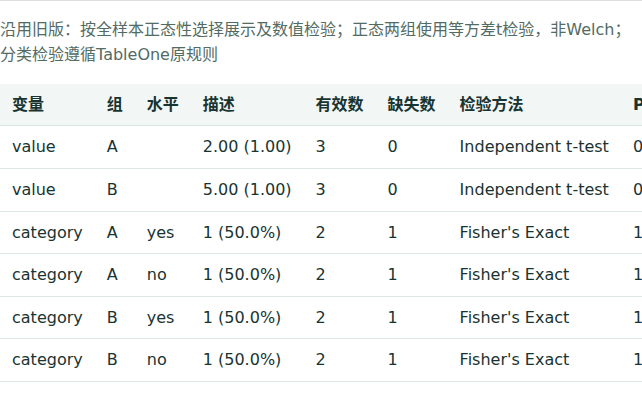 沿用旧版：按全样本正态性选择展示及数值检验；正态两组使用等方差t检验，非Welch；
分类检验遵循TableOne原规则
变量 组 水平 描述 有效数 缺失数 检验方法 P
value A 2.00 (1.00) 3 0 Independent t-test 0
value B 5.00 (1.00) 3 0 Independent t-test 0
category A yes 1 (50.0%) 2 1 Fisher's Exact 1
category A no 1 (50.0%) 2 1 Fisher's Exact 1
category B yes 1 (50.0%) 2 1 Fisher's Exact 1
category B no 1 (50.0%) 2 1 Fisher's Exact 1